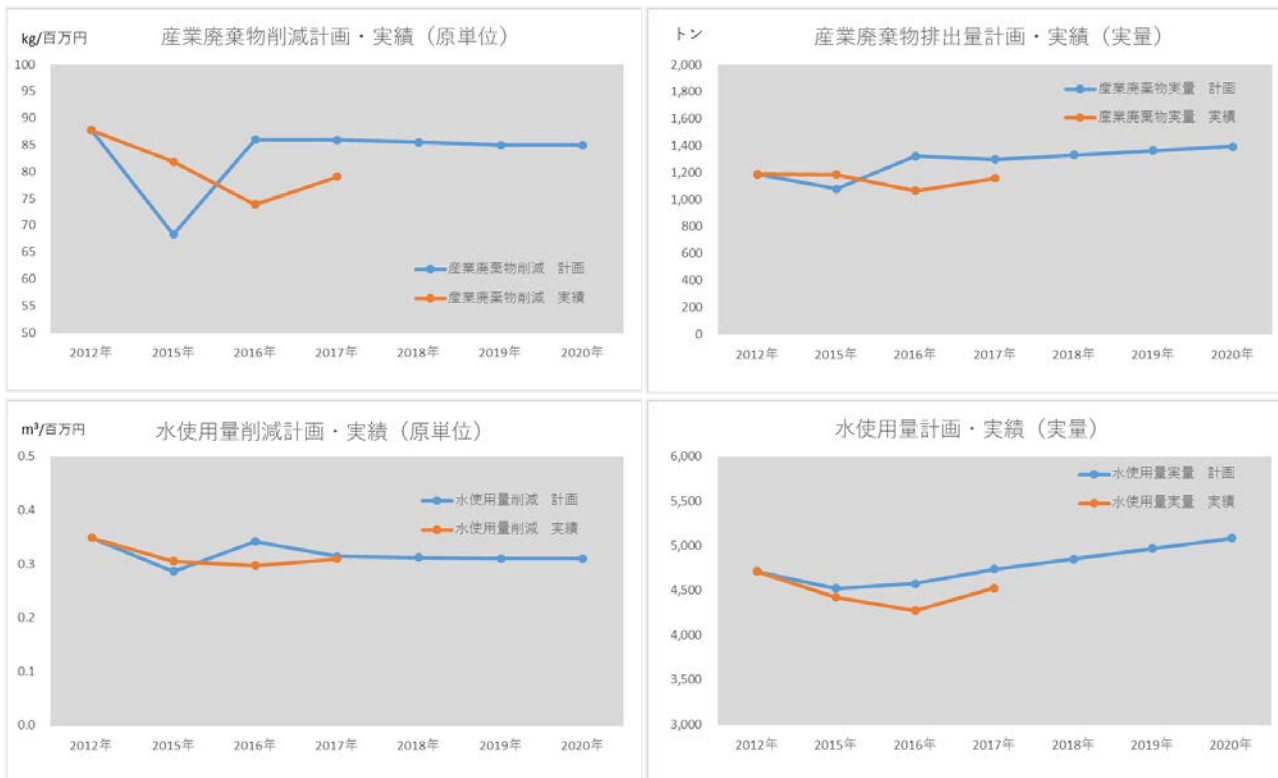 kg/百万円
産業廃棄物削減計画・実績（原単位）
100
95
90
85
80
75
70
65
60
55
50
産業廃棄物削減　計画
産業廃棄物削減　実績
2012年 2015年 2016年 2017年 2018年 2019年 2020年
トン
産業廃棄物排出量計画・実績（実量）
2,000
1,800
1,600
1,400
1,200
1,000
800
600
400
200
0
産業廃棄物実量　計画
産業廃棄物実量　実績
2012年 2015年 2016年 2017年 2018年 2019年 2020年
m³/百万円
水使用量削減計画・実績（原単位）
0.5
0.4
0.3
0.2
0.1
0.0
水使用量削減　計画
水使用量削減　実績
2012年 2015年 2016年 2017年 2018年 2019年 2020年
水使用量計画・実績（実量）
6,000
5,500
5,000
4,500
4,000
3,500
3,000
水使用量実量　計画
水使用量実量　実績
2012年 2015年 2016年 2017年 2018年 2019年 2020年